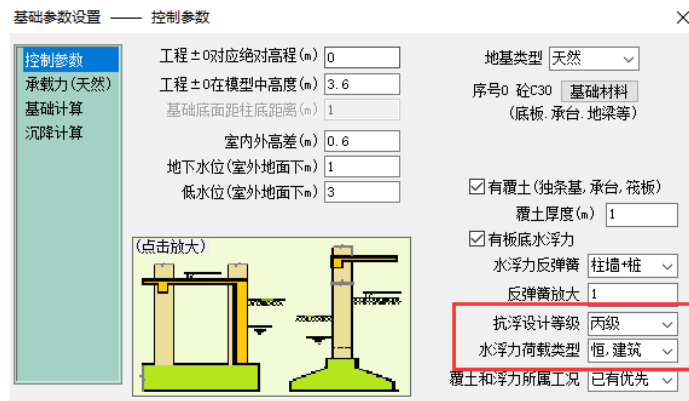 基础参数设置 —— 控制参数
控制参数
承载力(天然)
基础计算
沉降计算
工程±0对应绝对高程(m) 0
工程±0在模型中高度(m) 3.6
基础底面距柱底距离(m) 1
室内外高差(m) 0.6
地下水位(室外地面下m) 1
低水位(室外地面下m) 3
(点击放大)
地基类型 天然
序号0 砼C30 基础材料
(底板.承台.地梁等)
有覆土(独条基,承台,筏板)
覆土厚度(m) 1
有板底水浮力
水浮力反弹簧 柱墙+桩
反弹簧放大 1
抗浮设计等级 丙级
水浮力荷载类型 恒,建筑
覆土和浮力所属工况 已有优先